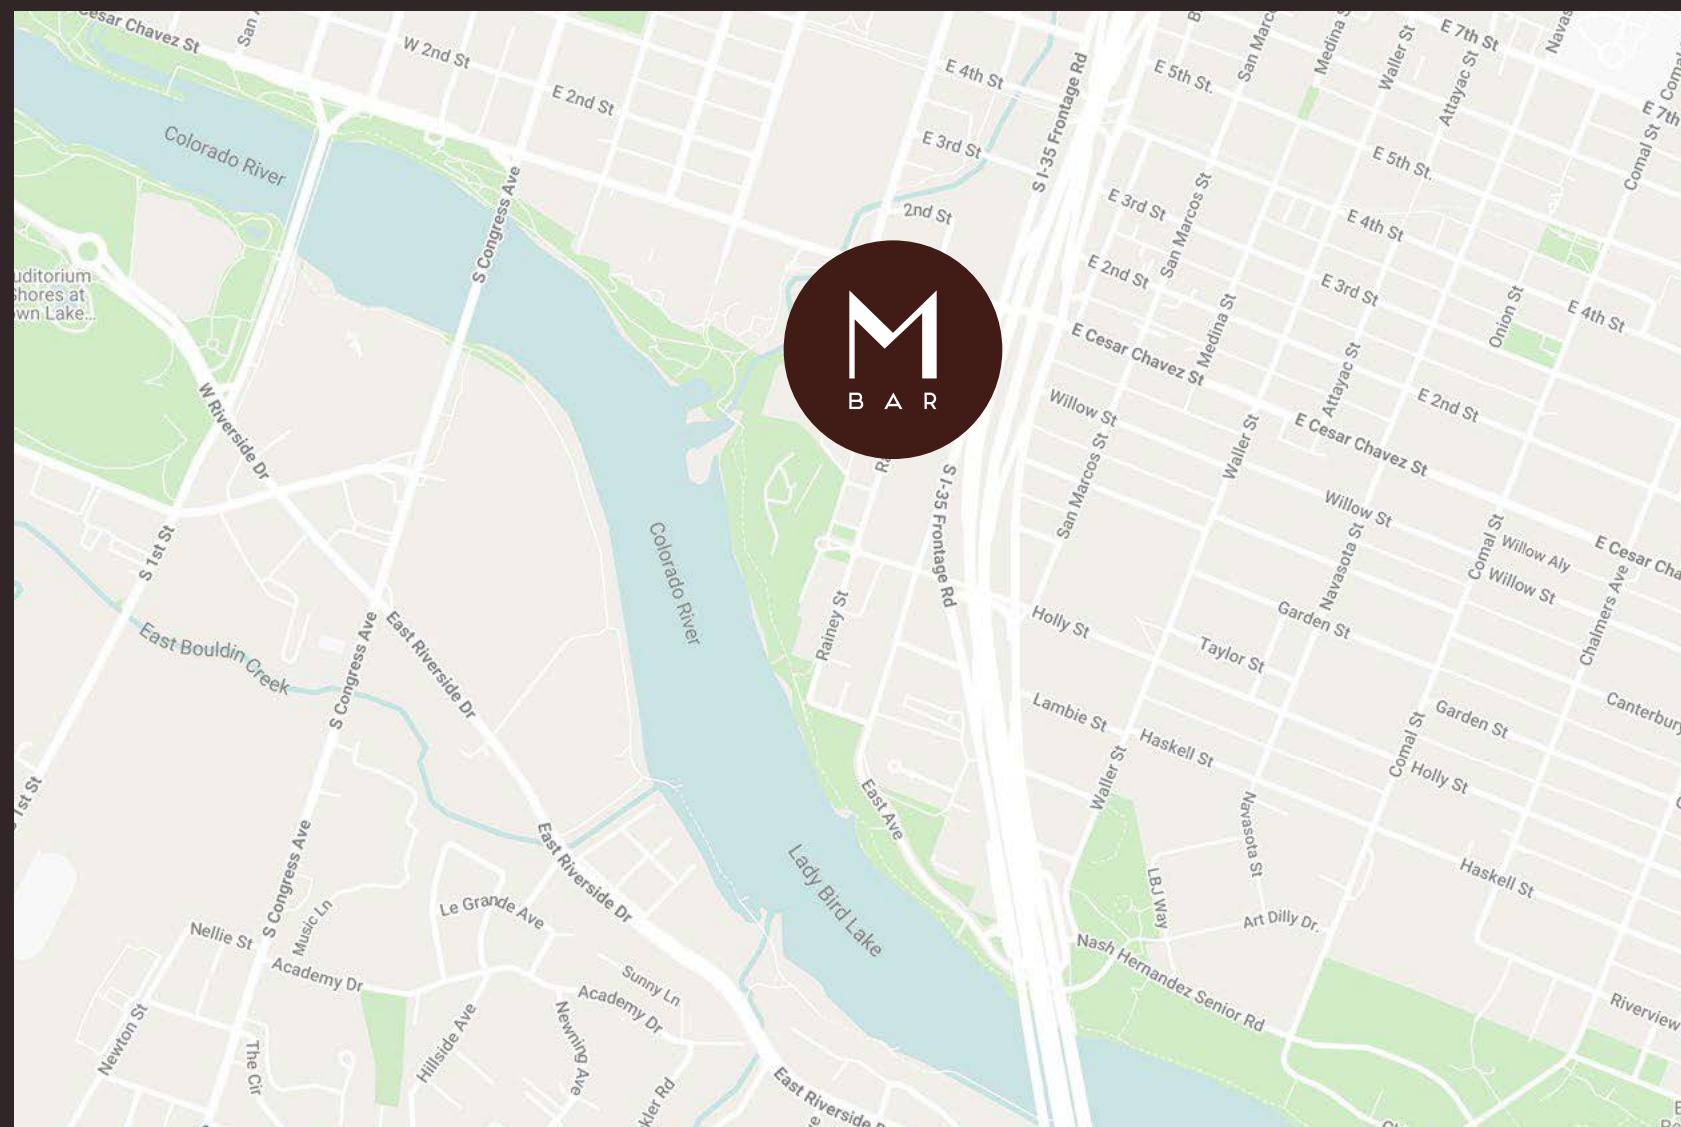 Cesar Chavez St
W 2nd St
E 2nd St
E 4th St
E 3rd St
2nd St
S I-35 Frontage Rd
E 5th St.
San Marcos St
Medina St
Waller St
Attayac St
E 7th St
E 7th
Comal St
E 5th St.
E 4th St
E 3rd St
E 2nd St
San Marcos St
E 3rd St
E 4th St
Onion St
Colorado River
S Congress Ave
uditorium
Shores at
own Lake...
M
BAR
E Cesar Chavez St
Medina St
Attayac St
E 2nd St
Willow St
E Cesar Chavez St
Waller St
San Marcos St
W Riverside Dr
S I-35 Frontage Rd
Willow St
Navasota St
Comal St
Willow Aly
Willow St
E Cesar Cha
Chalmers Ave
S 1st St
Colorado River
Rainey St
Holly St
Garden St
Taylor St
East Bouldin Creek
S Congress Ave
East Riverside Dr
Lambie St
Haskell St
Garden St
Canterbury
Comal St
Holly St
Waller St
1st St
East Ave
Navasota St
Haskell St
East Riverside Dr
Lady Bird Lake
LBJ Way
Art Dilly Dr.
S Congress Ave
Music Ln
Le Grande Ave
Nellie St
Academy Dr
Sunny Ln
Academy Dr
Nash Hernandez Senior Rd
Riverview
Newton St
The Cir
Hillside Ave
Newning Ave
kler Rd
East Riverside